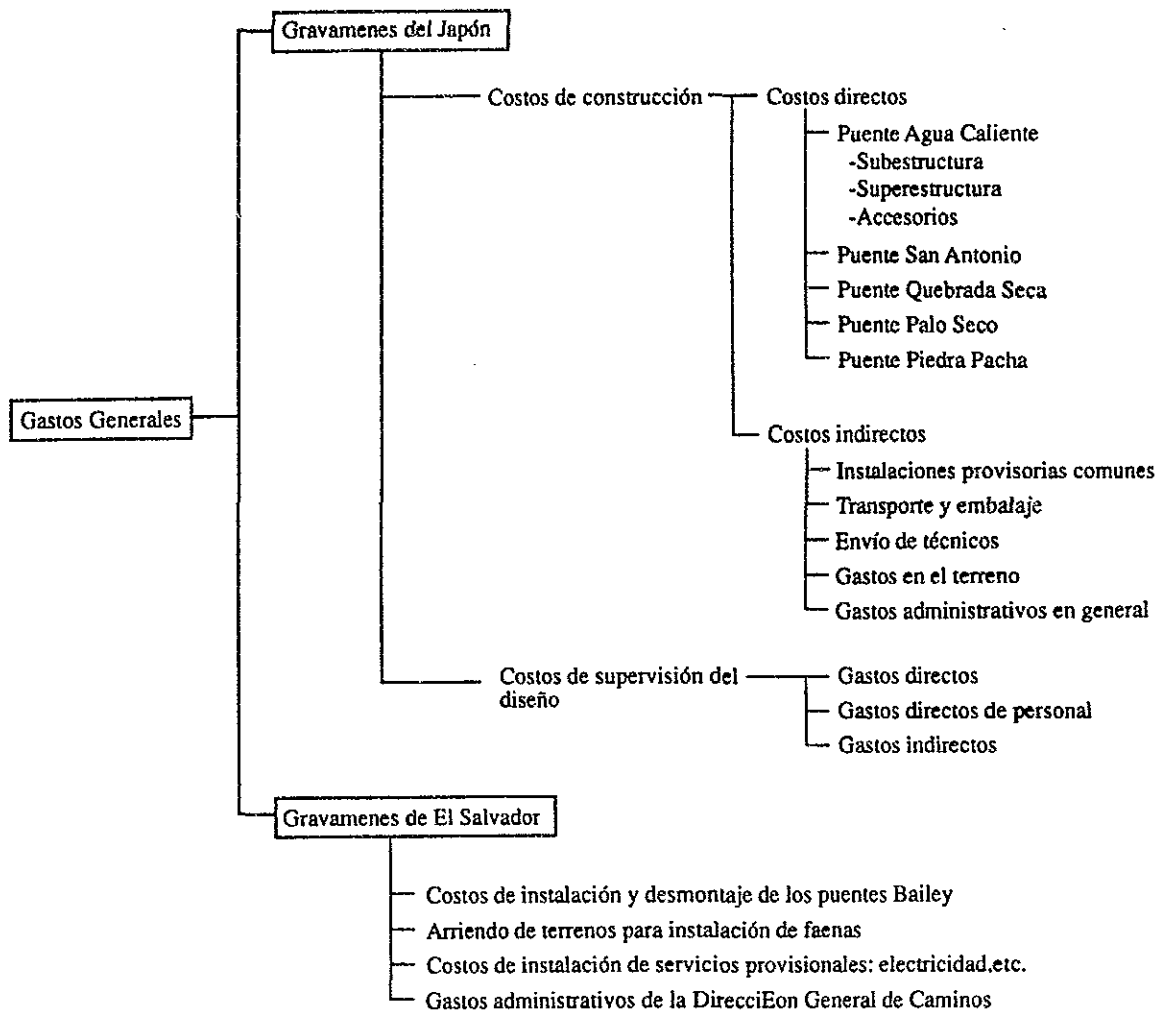 Gravamenes del Japón
Costos de construcción
Costos directos
Puente Agua Caliente
-Subestructura
-Superestructura
-Accesorios
Puente San Antonio
Puente Quebrada Seca
Puente Palo Seco
Puente Piedra Pacha
Gastos Generales
Costos indirectos
Instalaciones provisorias comunes
Transporte y embalaje
Envío de técnicos
Gastos en el terreno
Gastos administrativos en general
Costos de supervisión del
diseño
Gastos directos
Gastos directos de personal
Gastos indirectos
Gravamenes de El Salvador
Costos de instalación y desmontaje de los puentes Bailey
Arriendo de terrenos para instalación de faenas
Costos de instalación de servicios provisionales: electricidad,etc.
Gastos administrativos de la DirecciEon General de Caminos